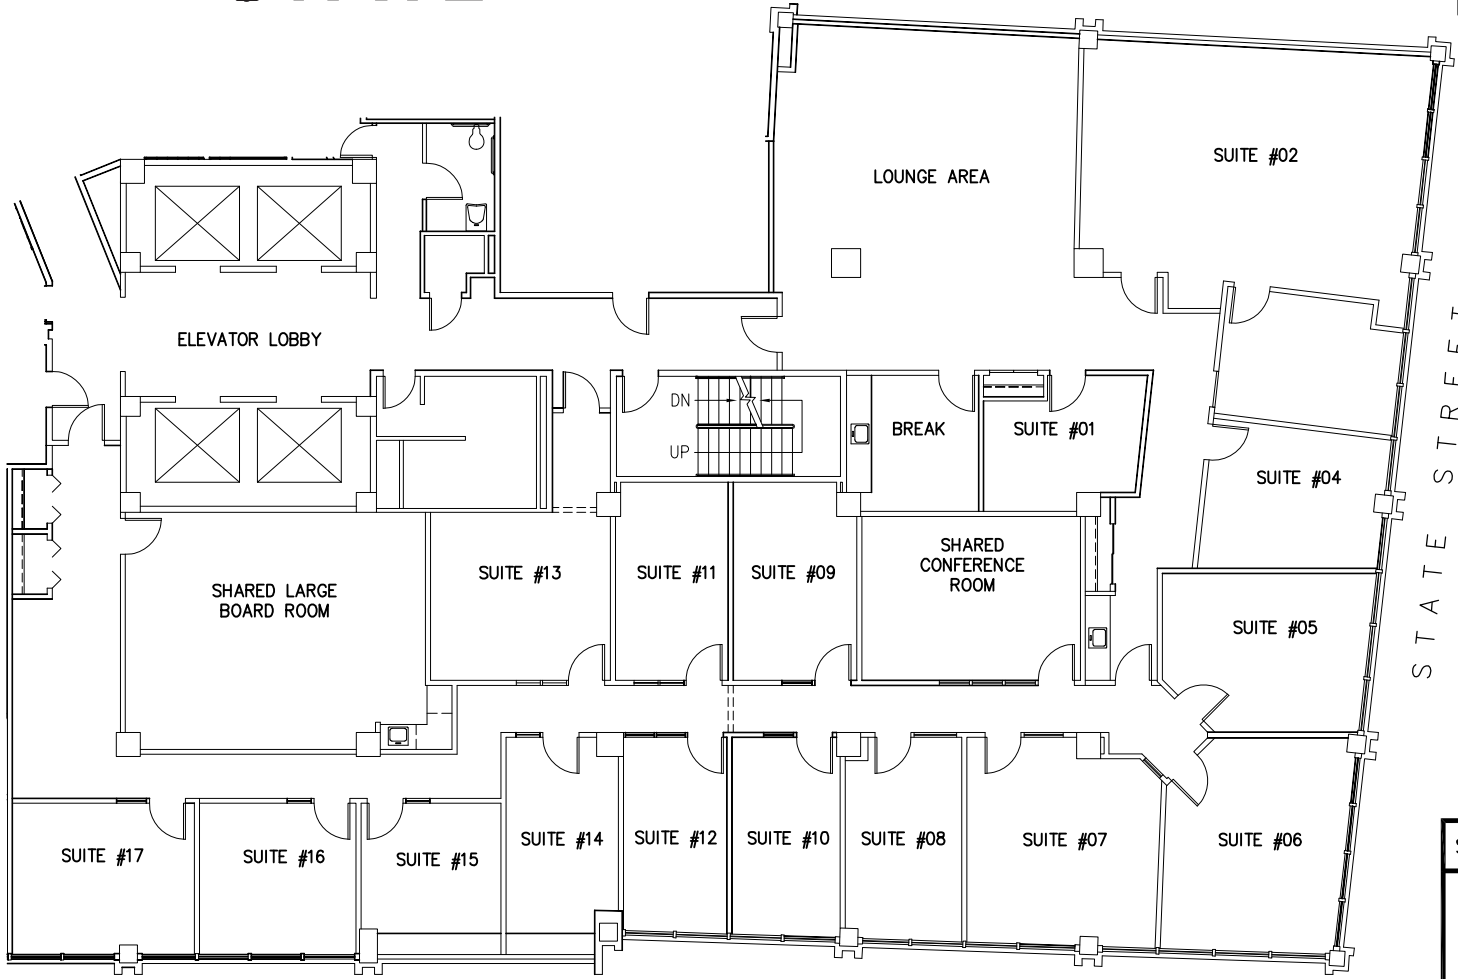 SUITE #02
LOUNGE AREA
ELEVATOR LOBBY
DN
UP
BREAK
SUITE #01
SUITE #04
STATE STREET
SHARED LARGE
BOARD ROOM
SUITE #13
SUITE #11
SUITE #09
SHARED
CONFERENCE
ROOM
SUITE #05
SUITE #17
SUITE #16
SUITE #15
SUITE #14
SUITE #12
SUITE #10
SUITE #08
SUITE #07
SUITE #06